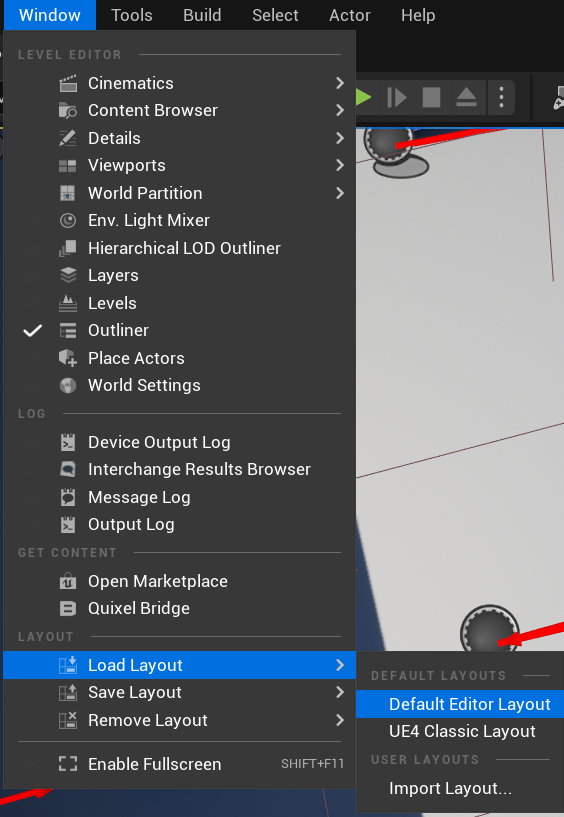 Window Tools Build Select Actor Help
LEVEL EDITOR
Cinematics
Content Browser
Details
Viewports
World Partition
Env. Light Mixer
Hierarchical LOD Outliner
Layers
Levels
Outliner
Place Actors
World Settings
LOG
Device Output Log
Interchange Results Browser
Message Log
Output Log
GET CONTENT
Open Marketplace
Quixel Bridge
LAYOUT
Load Layout
Save Layout
Remove Layout
Enable Fullscreen SHIFT+F11
DEFAULT LAYOUTS
Default Editor Layout
UE4 Classic Layout
USER LAYOUTS
Import Layout...